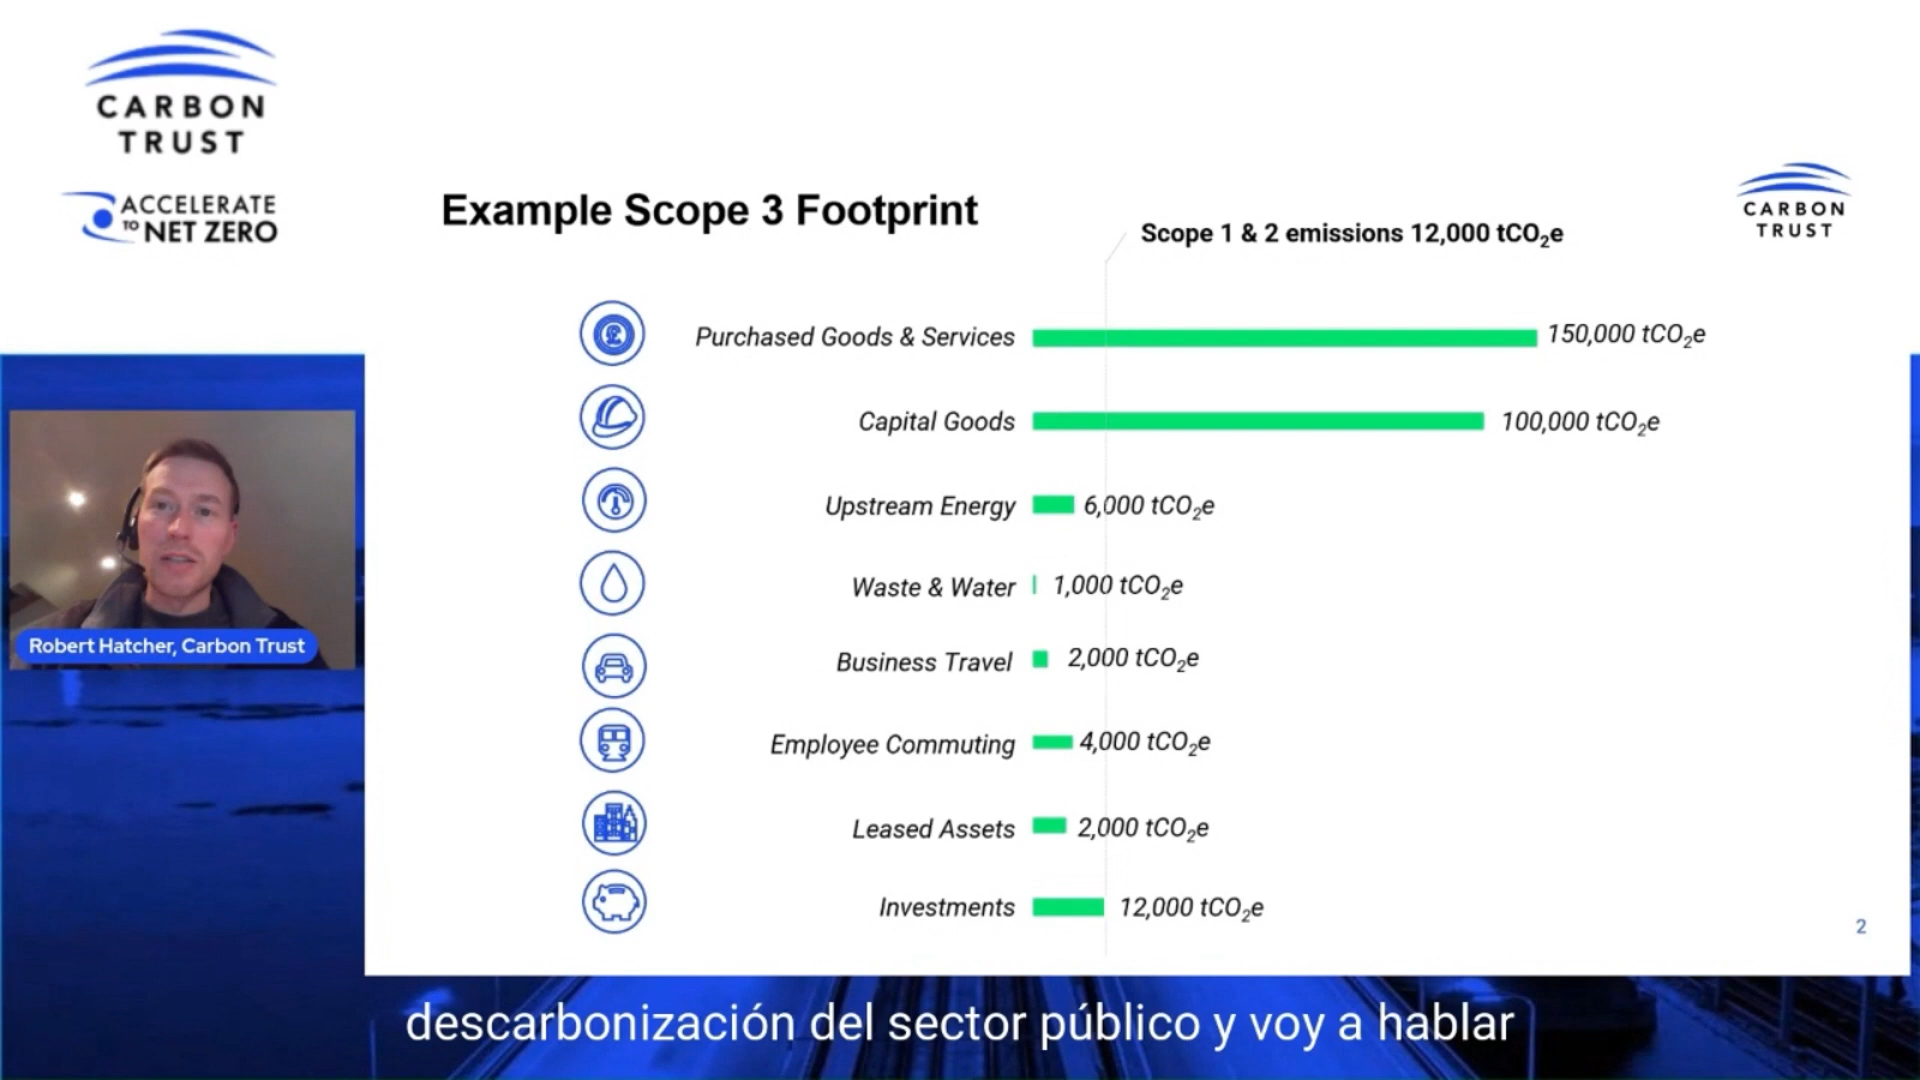 CARBON
TRUST
ACCELERATE
TO NET ZERO
Example Scope 3 Footprint
Scope 1 & 2 emissions 12,000 tCO₂e
CARBON
TRUST
Purchased Goods & Services 150,000 tCO₂e
Capital Goods 100,000 tCO₂e
Upstream Energy 6,000 tCO₂e
Waste & Water 1,000 tCO₂e
Business Travel 2,000 tCO₂e
Employee Commuting 4,000 tCO₂e
Leased Assets 2,000 tCO₂e
Investments 12,000 tCO₂e
2
Robert Hatcher, Carbon Trust
descarbonización del sector público y voy a hablar